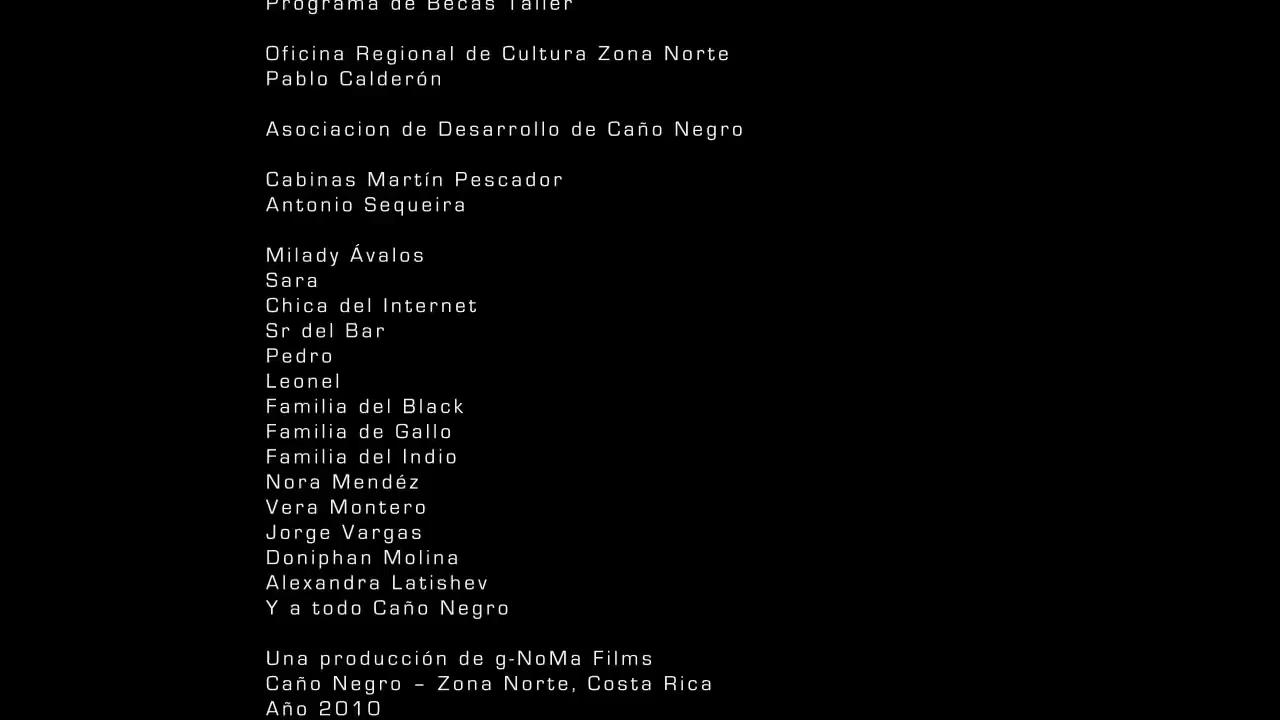 Programa de Becas Taller
Oficina Regional de Cultura Zona Norte
Pablo Calderón
Asociacion de Desarrollo de Caño Negro
Cabinas Martín Pescador
Antonio Sequeira
Milady Ávalos
Sara
Chica del Internet
Sr del Bar
Pedro
Leonel
Familia del Black
Familia de Gallo
Familia del Indio
Nora Mendéz
Vera Montero
Jorge Vargas
Doniphan Molina
Alexandra Latishev
Y a todo Caño Negro
Una producción de g-NoMa Films
Caño Negro – Zona Norte, Costa Rica
Año 2010